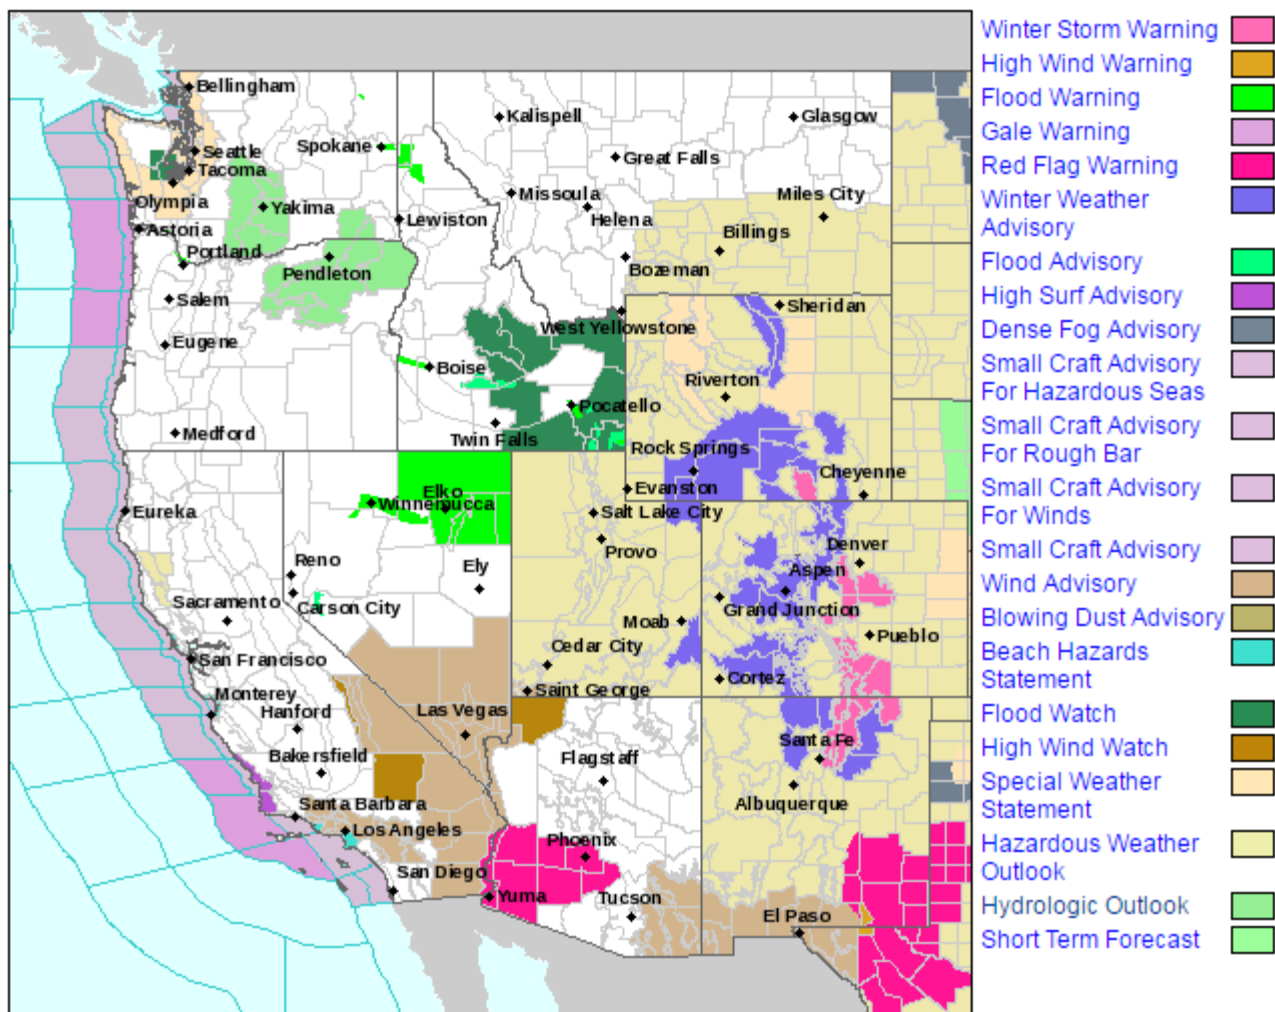 Bellingham
Seattle
Tacoma
Olympia
Spokane
Yakima
Astoria
Portland
Pendleton
Lewiston
Salem
Eugene
Medford
Kalispell
Glasgow
Great Falls
Missoula
Helena
Miles City
Billings
Bozeman
West Yellowstone
Sheridan
Boise
Pocatello
Twin Falls
Riverton
Rock Springs
Cheyenne
Evanston
Elko
Winnemucca
Salt Lake City
Provo
Eureka
Reno
Carson City
Ely
Sacramento
San Francisco
Monterey
Hanford
Bakersfield
Santa Barbara
Los Angeles
San Diego
Las Vegas
Moab
Cedar City
Saint George
Denver
Aspen
Grand Junction
Pueblo
Cortez
Flagstaff
Phoenix
Yuma
Tucson
Santa Fe
Albuquerque
El Paso
Winter Storm Warning
High Wind Warning
Flood Warning
Gale Warning
Red Flag Warning
Winter Weather
Advisory
Flood Advisory
High Surf Advisory
Dense Fog Advisory
Small Craft Advisory
For Hazardous Seas
Small Craft Advisory
For Rough Bar
Small Craft Advisory
For Winds
Small Craft Advisory
Wind Advisory
Blowing Dust Advisory
Beach Hazards
Statement
Flood Watch
High Wind Watch
Special Weather
Statement
Hazardous Weather
Outlook
Hydrologic Outlook
Short Term Forecast